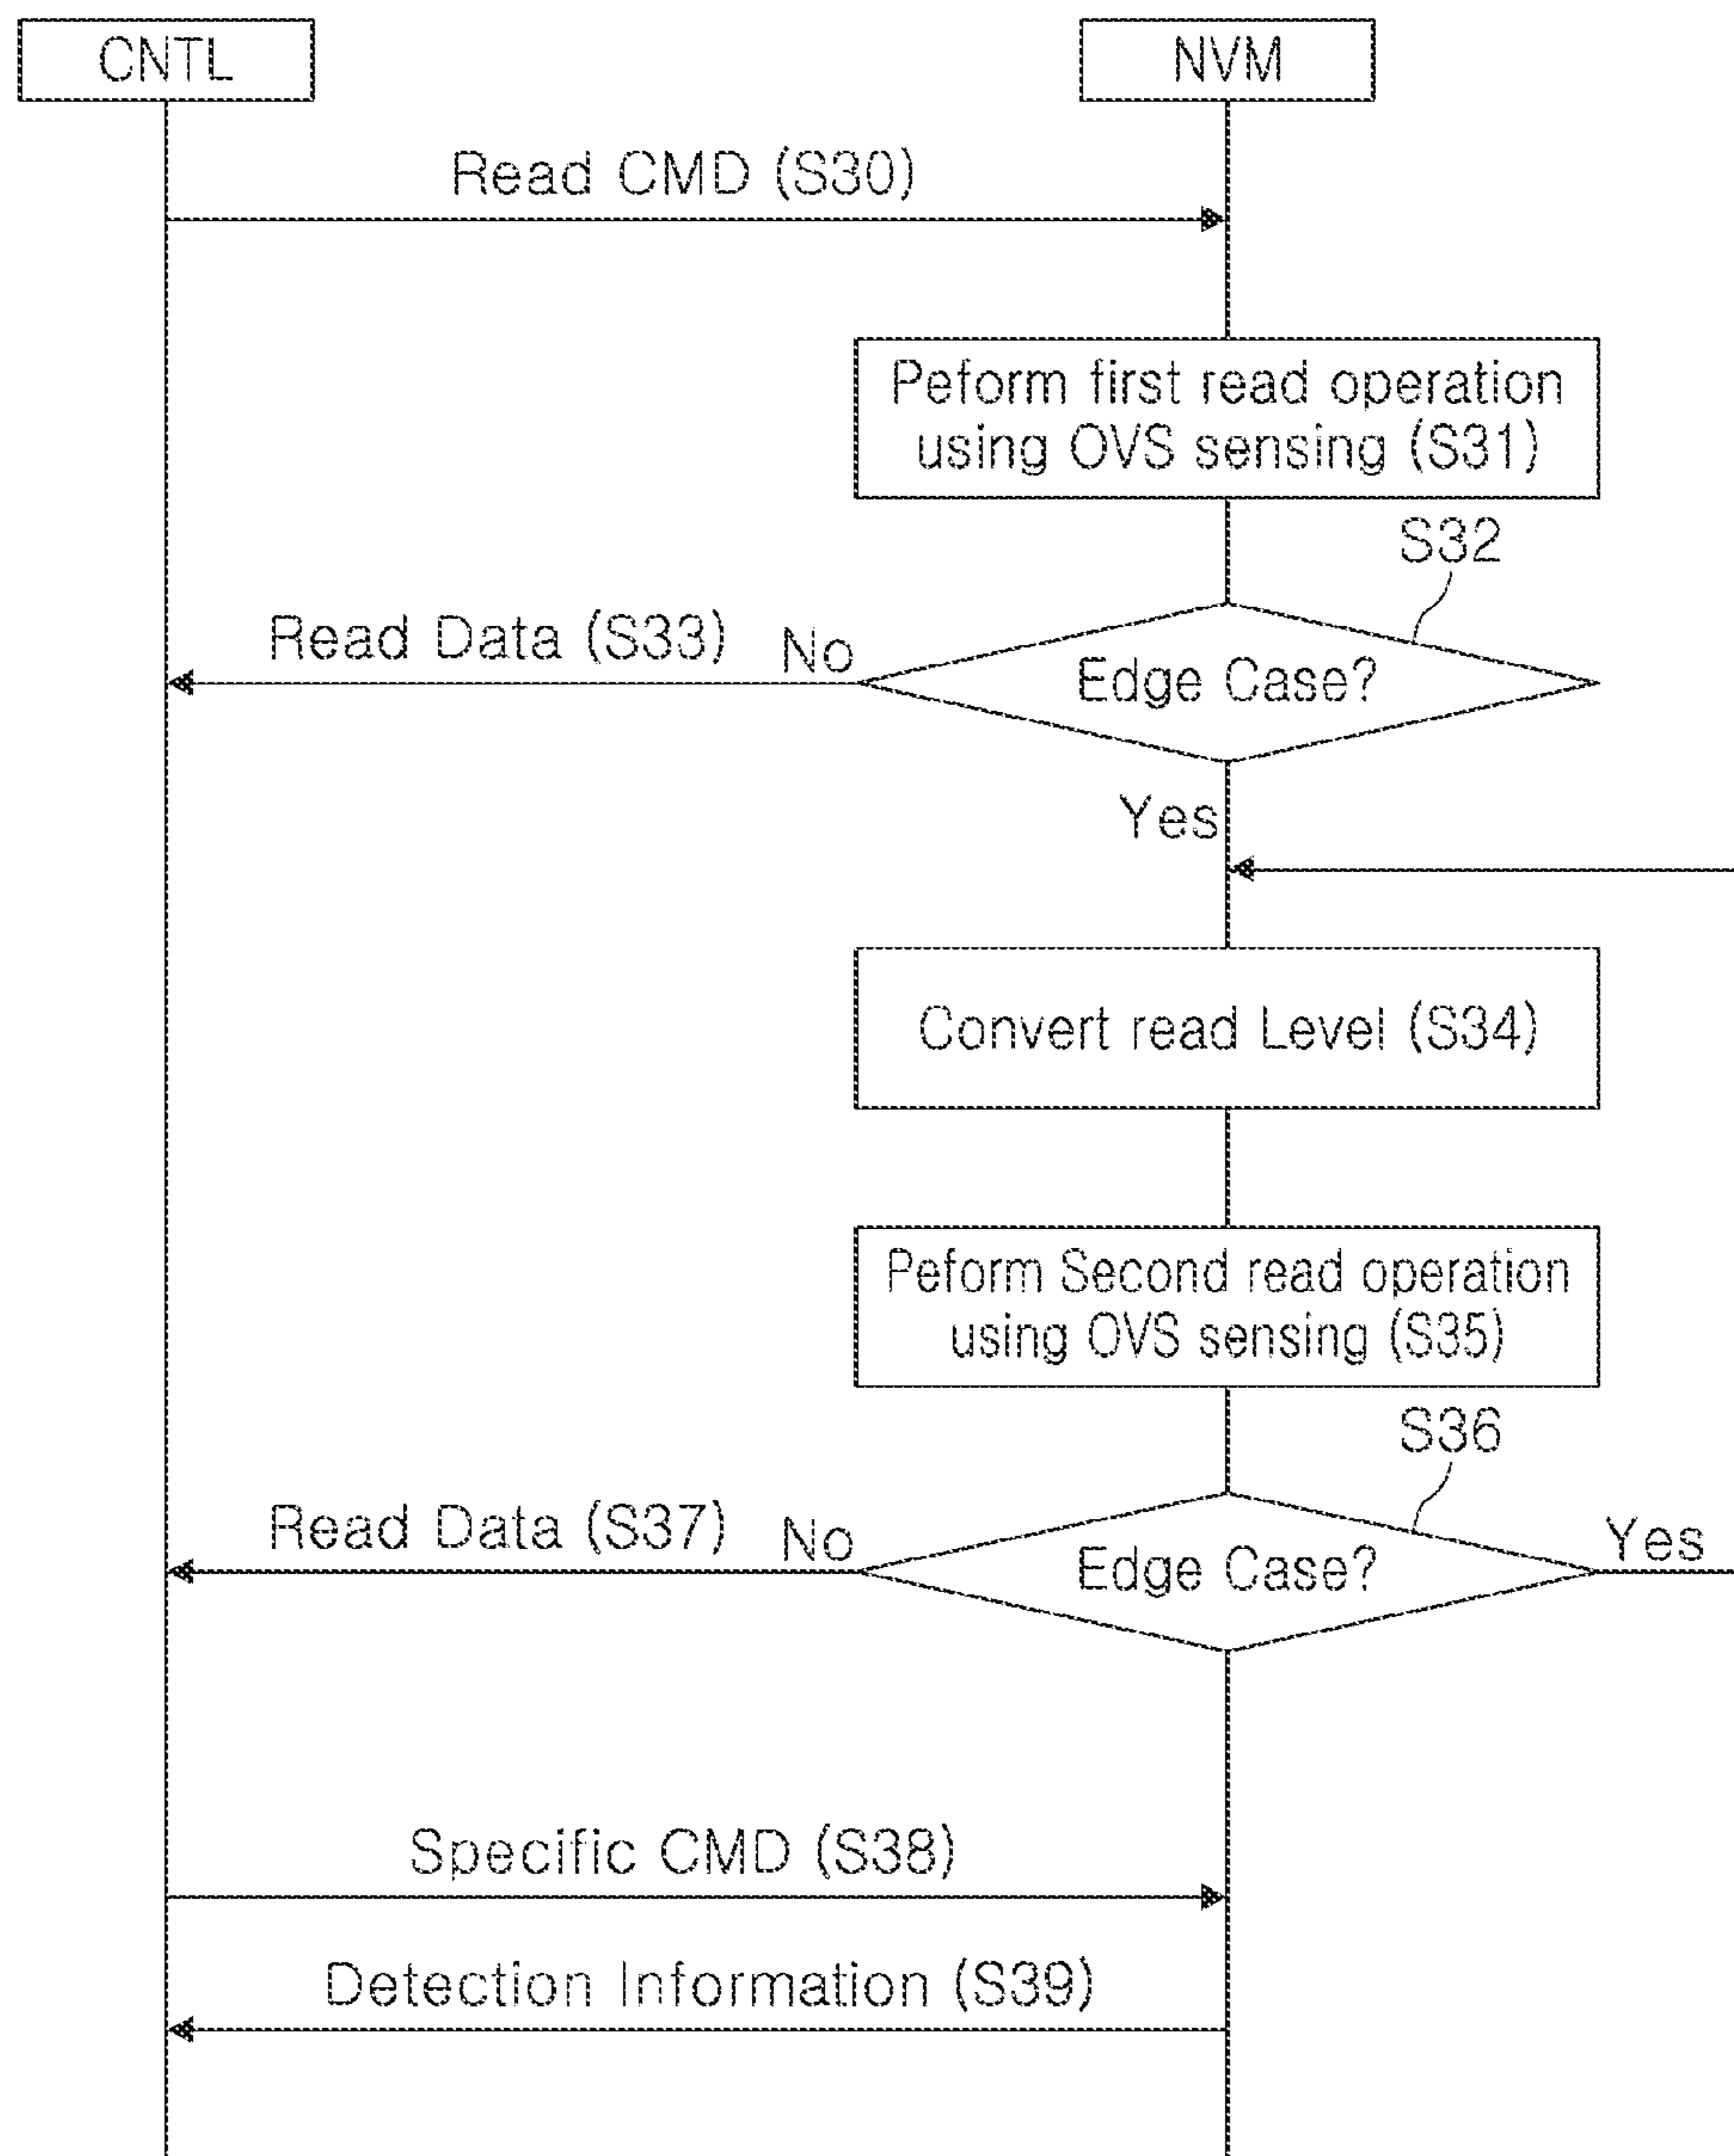 CNTL
NVM
Read CMD (S30)
Peform first read operation
using OVS sensing (S31)
S32
Read Data (S33)
No
Edge Case?
Yes
Convert read Level (S34)
Peform Second read operation
using OVS sensing (S35)
S36
Read Data (S37)
No
Edge Case?
Yes
Specific CMD (S38)
Detection Information (S39)